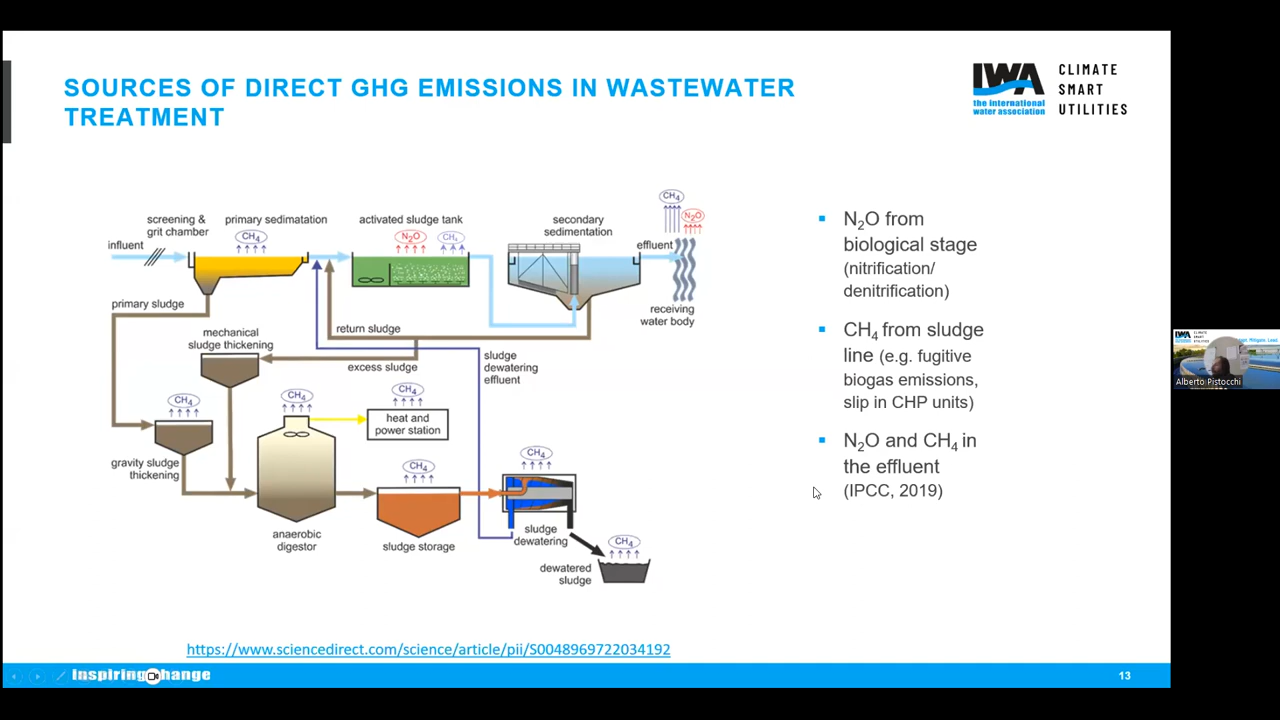 SOURCES OF DIRECT GHG EMISSIONS IN WASTEWATER
TREATMENT
IWA
the international
water association
CLIMATE
SMART
UTILITIES
screening &
grit chamber
primary sedimatation
activated sludge tank
secondary
sedimentation
CH4
N2O
influent
CH4
N2O
CH4
effluent
receiving
water body
primary sludge
return sludge
mechanical
sludge thickening
excess sludge
sludge
dewatering
effluent
CH4
CH4
CH4
heat and
power station
gravity sludge
thickening
CH4
CH4
anaerobic
digestor
sludge storage
sludge
dewatering
CH4
dewatered
sludge
▪ N2O from
biological stage
(nitrification/
denitrification)
▪ CH4 from sludge
line (e.g. fugitive
biogas emissions,
slip in CHP units)
▪ N2O and CH4 in
the effluent
(IPCC, 2019)
https://www.sciencedirect.com/science/article/pii/S0048969722034192
inspiring change
13
IWA
CLIMATE
SMART
UTILITIES
Alberto Pistocchi